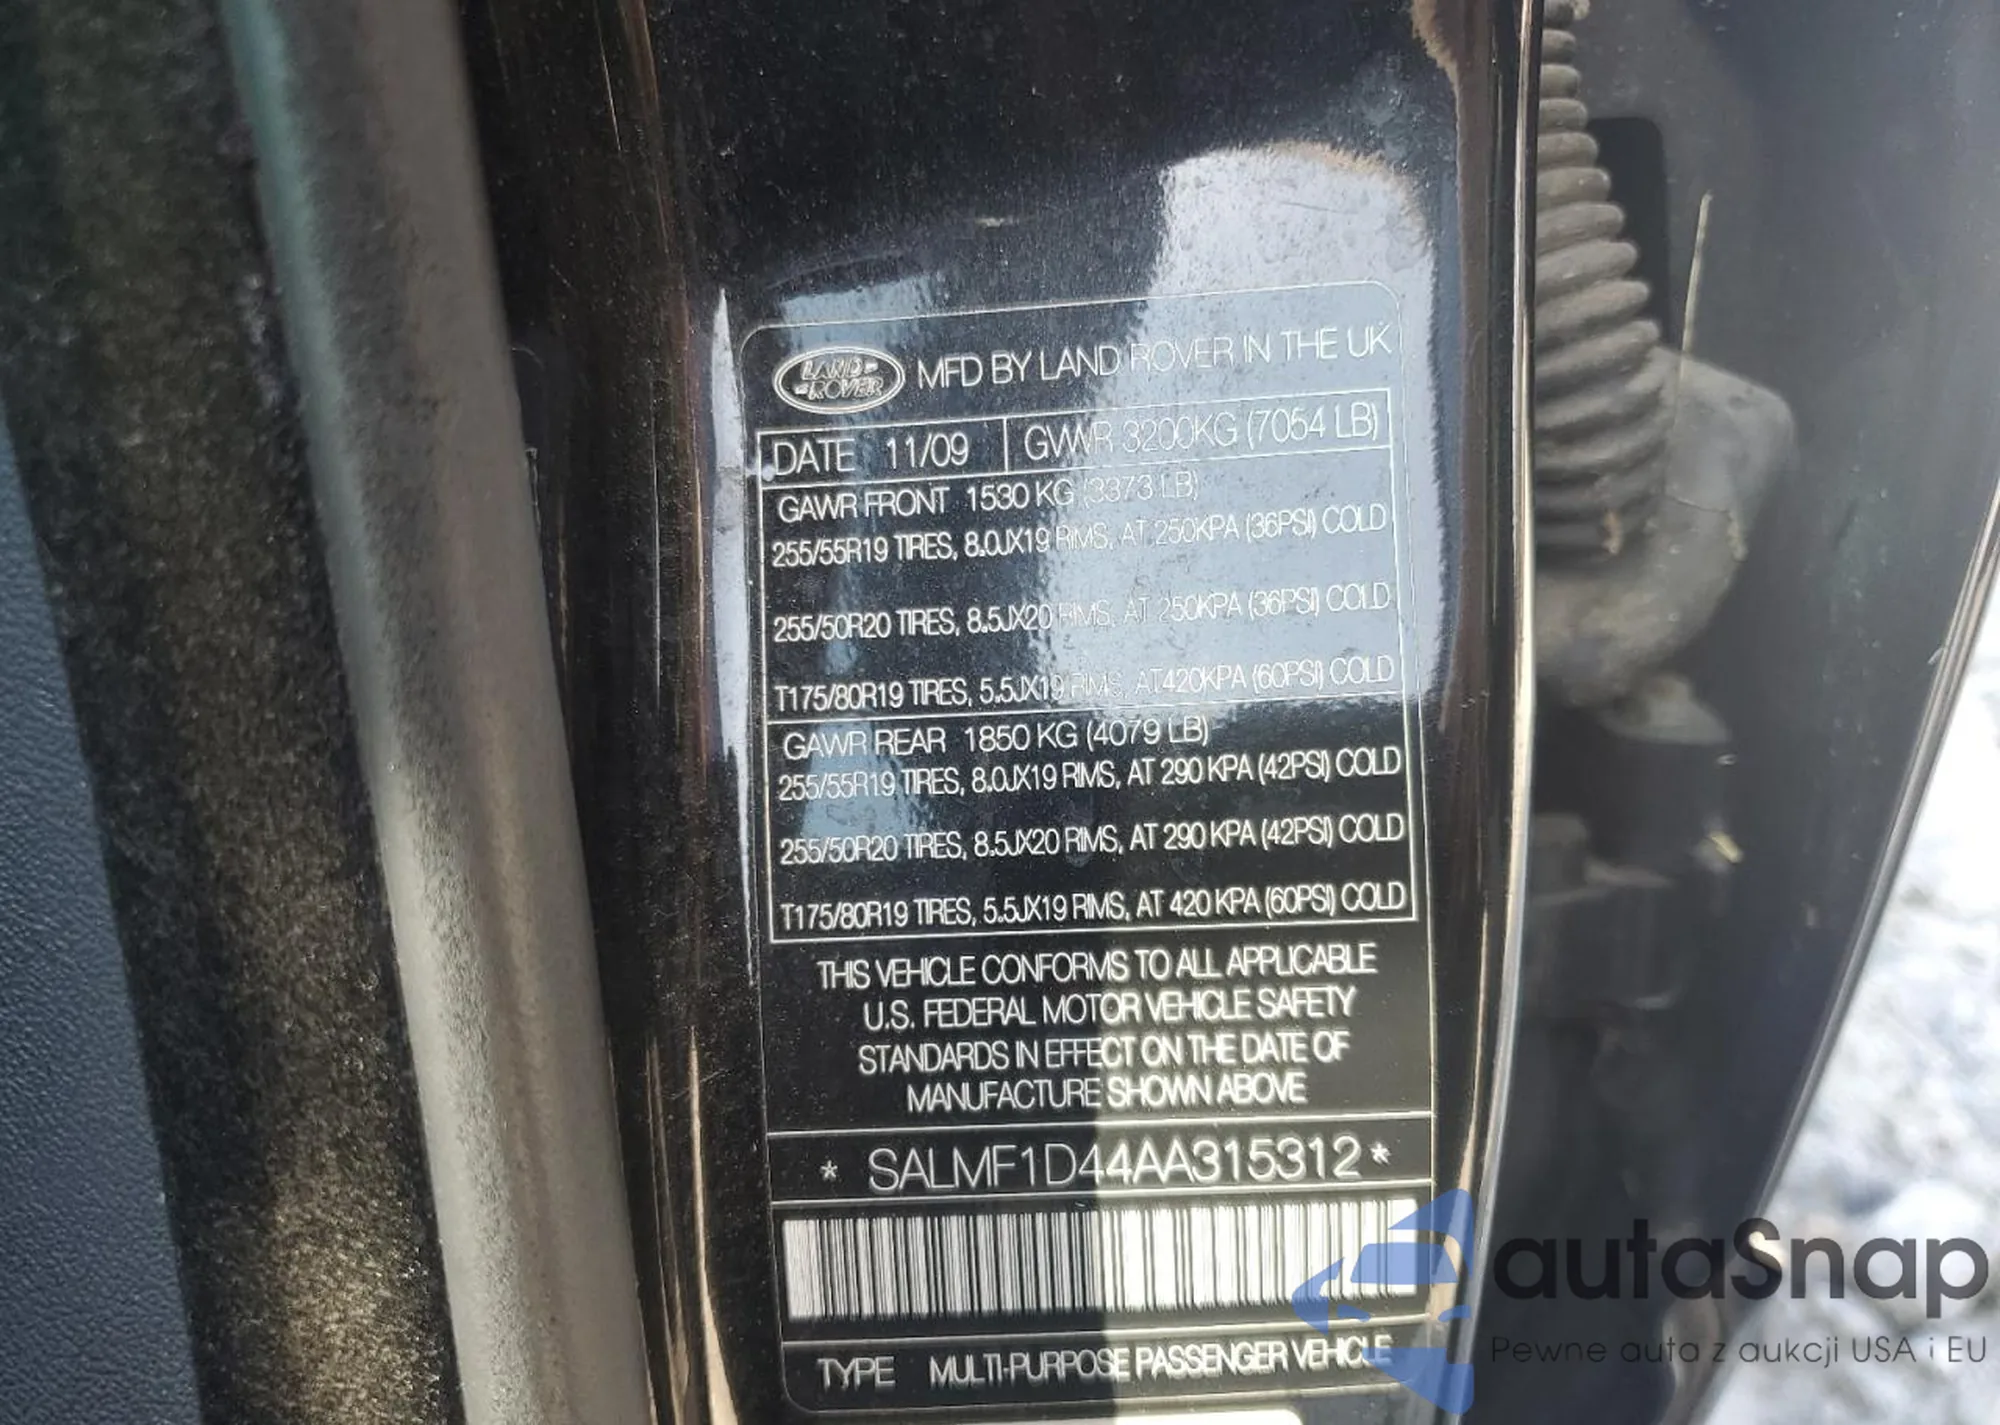 LAND ROVER
MFD BY LAND ROVER IN THE UK
DATE 11/09 GVWR 3200KG (7054 LB)
GAWR FRONT 1530 KG (3373 LB)
255/55R19 TIRES, 8.0JX19 RIMS, AT 250KPA (36PSI) COLD
255/50R20 TIRES, 8.5JX20 RIMS, AT 250KPA (36PSI) COLD
T175/80R19 TIRES, 5.5JX19 RIMS, AT420KPA (60PSI) COLD
GAWR REAR 1850 KG (4079 LB)
255/55R19 TIRES, 8.0JX19 RIMS, AT 290 KPA (42PSI) COLD
255/50R20 TIRES, 8.5JX20 RIMS, AT 290 KPA (42PSI) COLD
T175/80R19 TIRES, 5.5JX19 RIMS, AT 420 KPA (60PSI) COLD
THIS VEHICLE CONFORMS TO ALL APPLICABLE
U.S. FEDERAL MOTOR VEHICLE SAFETY
STANDARDS IN EFFECT ON THE DATE OF
MANUFACTURE SHOWN ABOVE
* SALMF1D44AA315312 *
TYPE MULTI-PURPOSE PASSENGER VEHICLE
autaSnap
Pewne auta z aukcji USA i EU